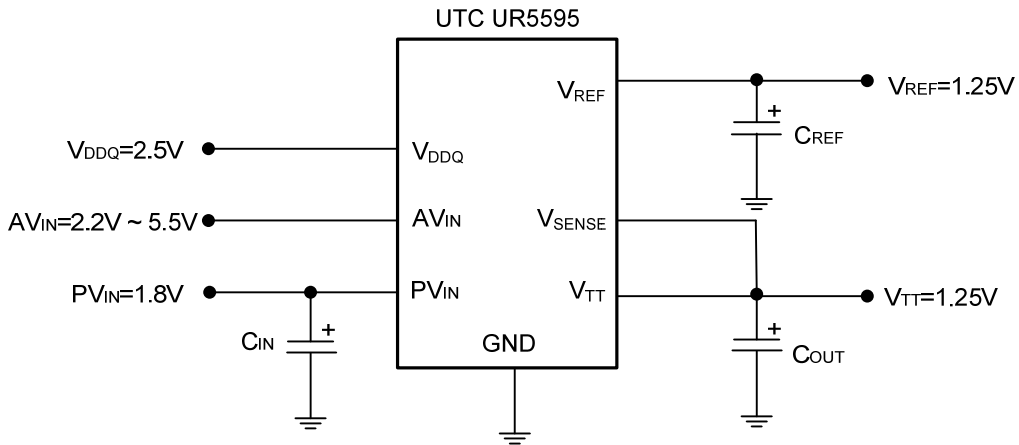 UTC UR5595
VREF
VREF=1.25V
+
CREF
VDDQ=2.5V
VDDQ
AVIN=2.2V ~ 5.5V
AVIN
VSENSE
PVIN=1.8V
PVIN
VTT
VTT=1.25V
+
CIN
GND
+
COUT